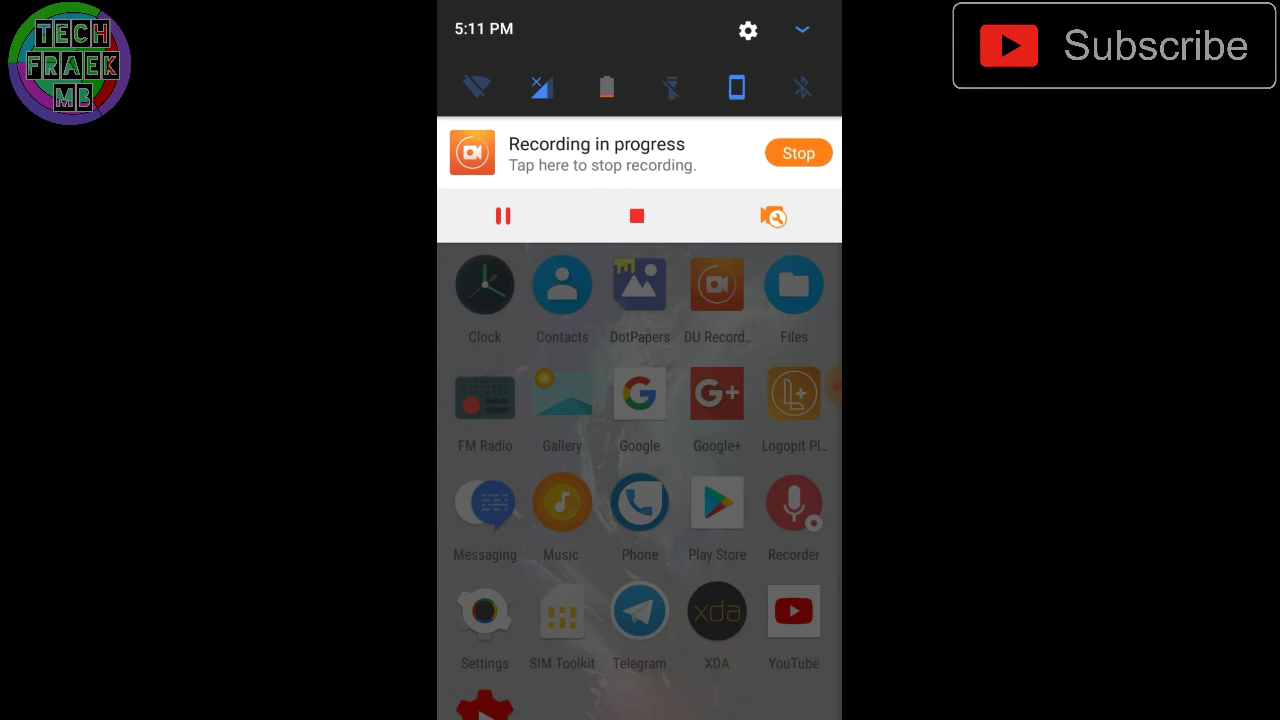 TECH
FRAEK
MB
5:11 PM
Subscribe
Recording in progress
Tap here to stop recording.
Stop
Clock
Contacts
DotPapers
DU Record..
Files
FM Radio
Gallery
Google
G+
Google+
Logopit Pl..
Messaging
Music
Phone
Play Store
Recorder
xda
Settings
SIM Toolkit
Telegram
XDA
YouTube